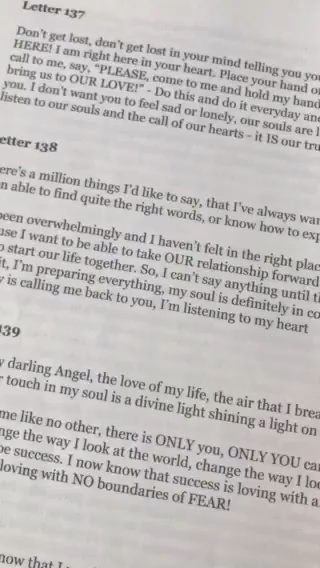 Letter 137
Don't get lost, don't get lost in your mind telling you
HERE! I am right here in your heart. Place your hand
call to me, say, "PLEASE, come to me and hold my hand
bring us to OUR LOVE!" - Do this and do it everyday
you. I don't want you to feel sad or lonely, our souls are
listen to our souls and the call of our hearts - it IS our
etter 138
ere's a million things I'd like to say, that I've always
n able to find quite the right words, or know how to
been overwhelmingly and I haven't felt in the right
use I want to be able to take OUR relationship forward
o start our life together. So, I can't say anything until
it, I'm preparing everything, my soul is definitely in
is calling me back to you, I'm listening to my heart
139
darling Angel, the love of my life, the air that I
touch in my soul is a divine light shining a light on
me like no other, there is ONLY you, ONLY YOU
nge the way I look at the world, change the way I
be success. I now know that success is loving with
loving with NO boundaries of FEAR!
now that